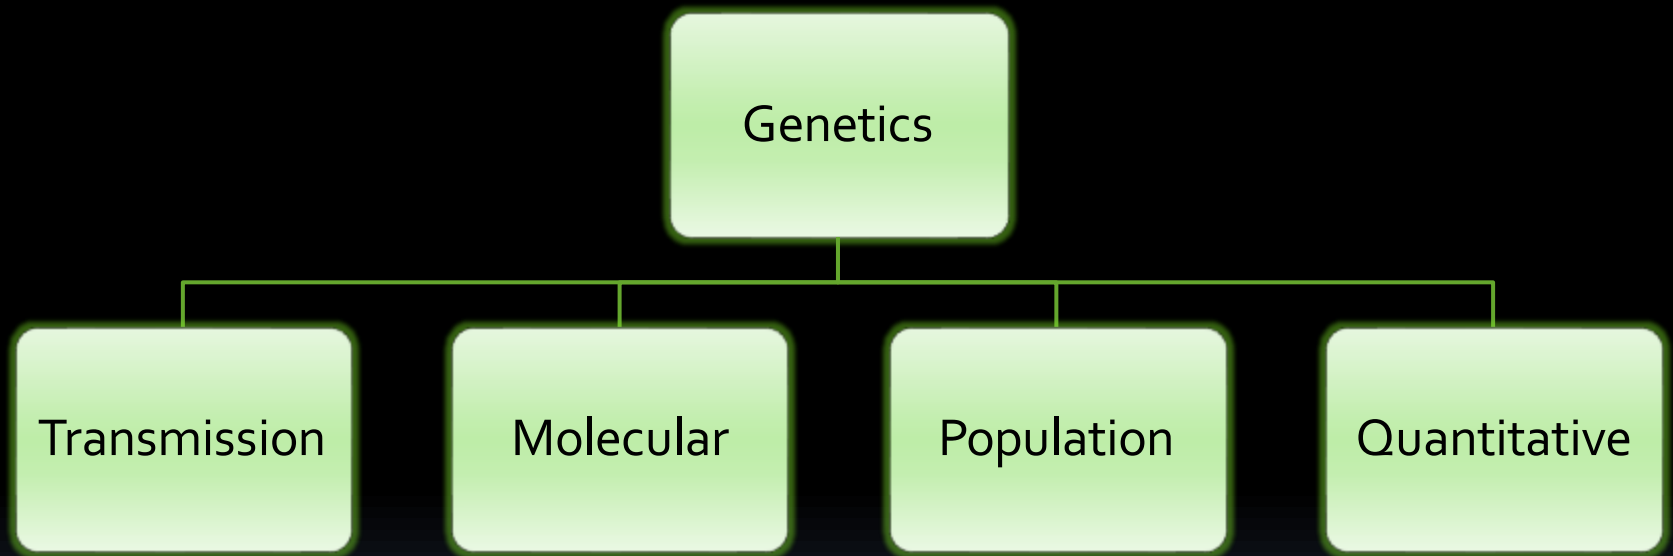 Genetics
Transmission
Molecular
Population
Quantitative